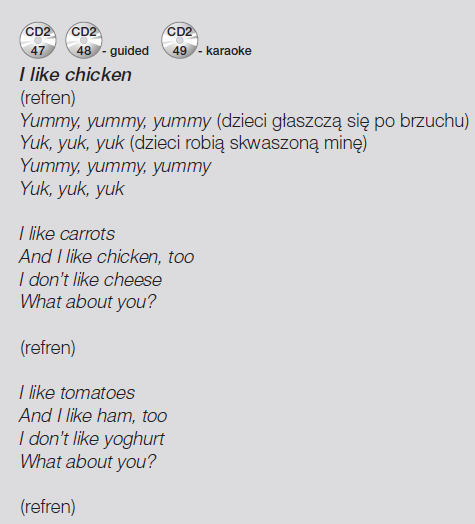 CD2 CD2 CD2
47 48 - guided 49 - karaoke
I like chicken
(refren)
Yummy, yummy, yummy (dzieci głaszczą się po brzuchu)
Yuk, yuk, yuk (dzieci robią skwaszoną minę)
Yummy, yummy, yummy
Yuk, yuk, yuk
I like carrots
And I like chicken, too
I don't like cheese
What about you?
(refren)
I like tomatoes
And I like ham, too
I don't like yoghurt
What about you?
(refren)